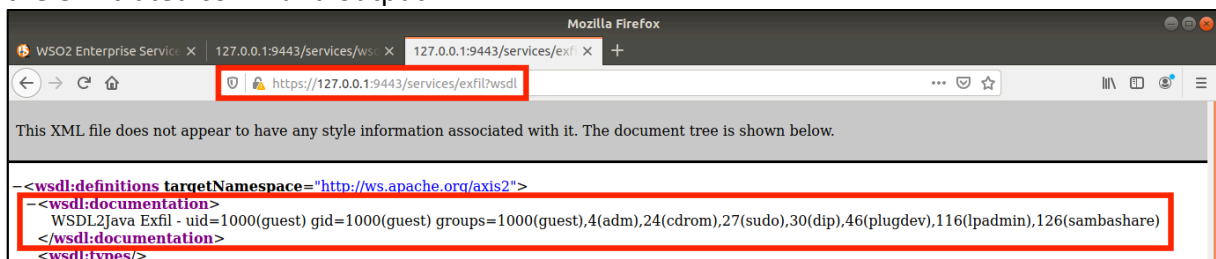 Mozilla Firefox
WSO2 Enterprise Service
127.0.0.1:9443/services/wso
127.0.0.1:9443/services/exfi
https://127.0.0.1:9443/services/exfil?wsdl
This XML file does not appear to have any style information associated with it. The document tree is shown below.
−<wsdl:definitions targetNamespace="http://ws.apache.org/axis2">
−<wsdl:documentation>
WSDL2Java Exfil - uid=1000(guest) gid=1000(guest) groups=1000(guest),4(adm),24(cdrom),27(sudo),30(dip),46(plugdev),116(lpadmin),126(sambashare)
</wsdl:documentation>
<wsdl:types/>